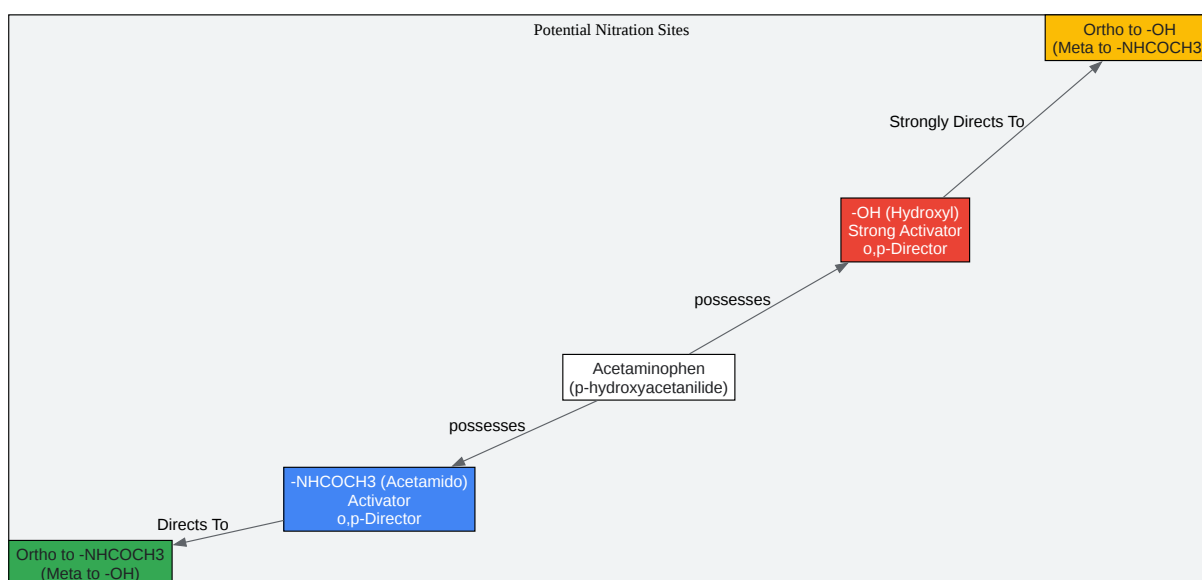 Potential Nitration Sites
Ortho to -OH
(Meta to -NHCOCH3
Strongly Directs To
-OH (Hydroxyl)
Strong Activator
o,p-Director
possesses
Acetaminophen
(p-hydroxyacetanilide)
possesses
-NHCOCH3 (Acetamido)
Activator
o,p-Director
Directs To
Ortho to -NHCOCH3
(Meta to -OH)